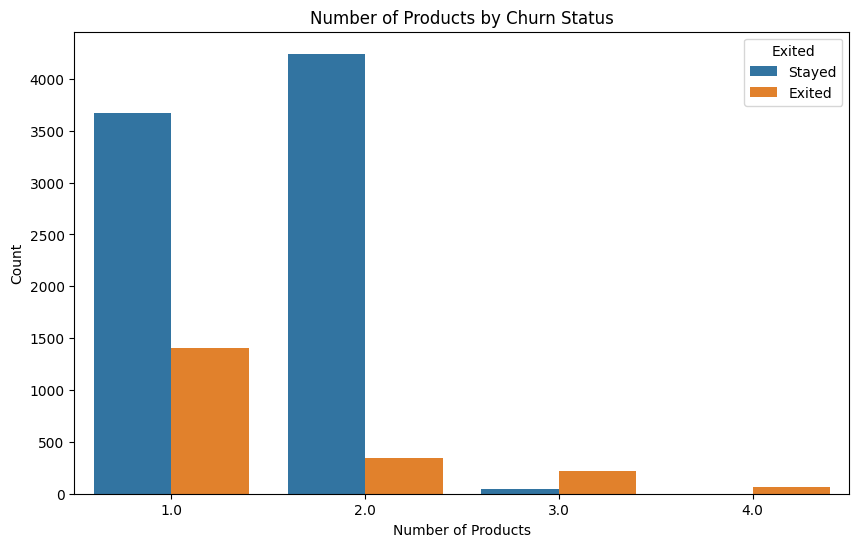 Number of Products by Churn Status
Exited
Stayed
Exited
4000
3500
3000
2500
2000
1500
1000
500
0
Count
1.0 2.0 3.0 4.0
Number of Products